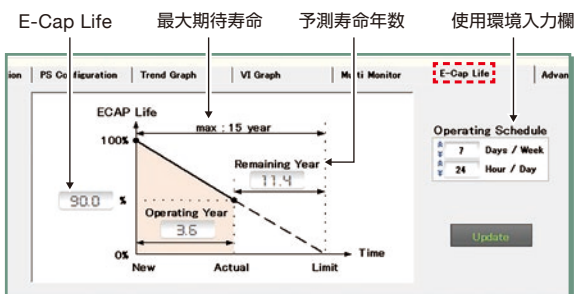 E-Cap Life 最大期待寿命 予測寿命年数 使用環境入力欄
ion PS Configuration Trend Graph VI Graph Multi Monitor E-Cap Life Advan
ECAP Life
100%
max : 15 year
Operating Schedule
7 Days / Week
24 Hour / Day
Remaining Year
11.4
90.0 %
Operating Year
3.6
Update
0%
Time
New Actual Limit